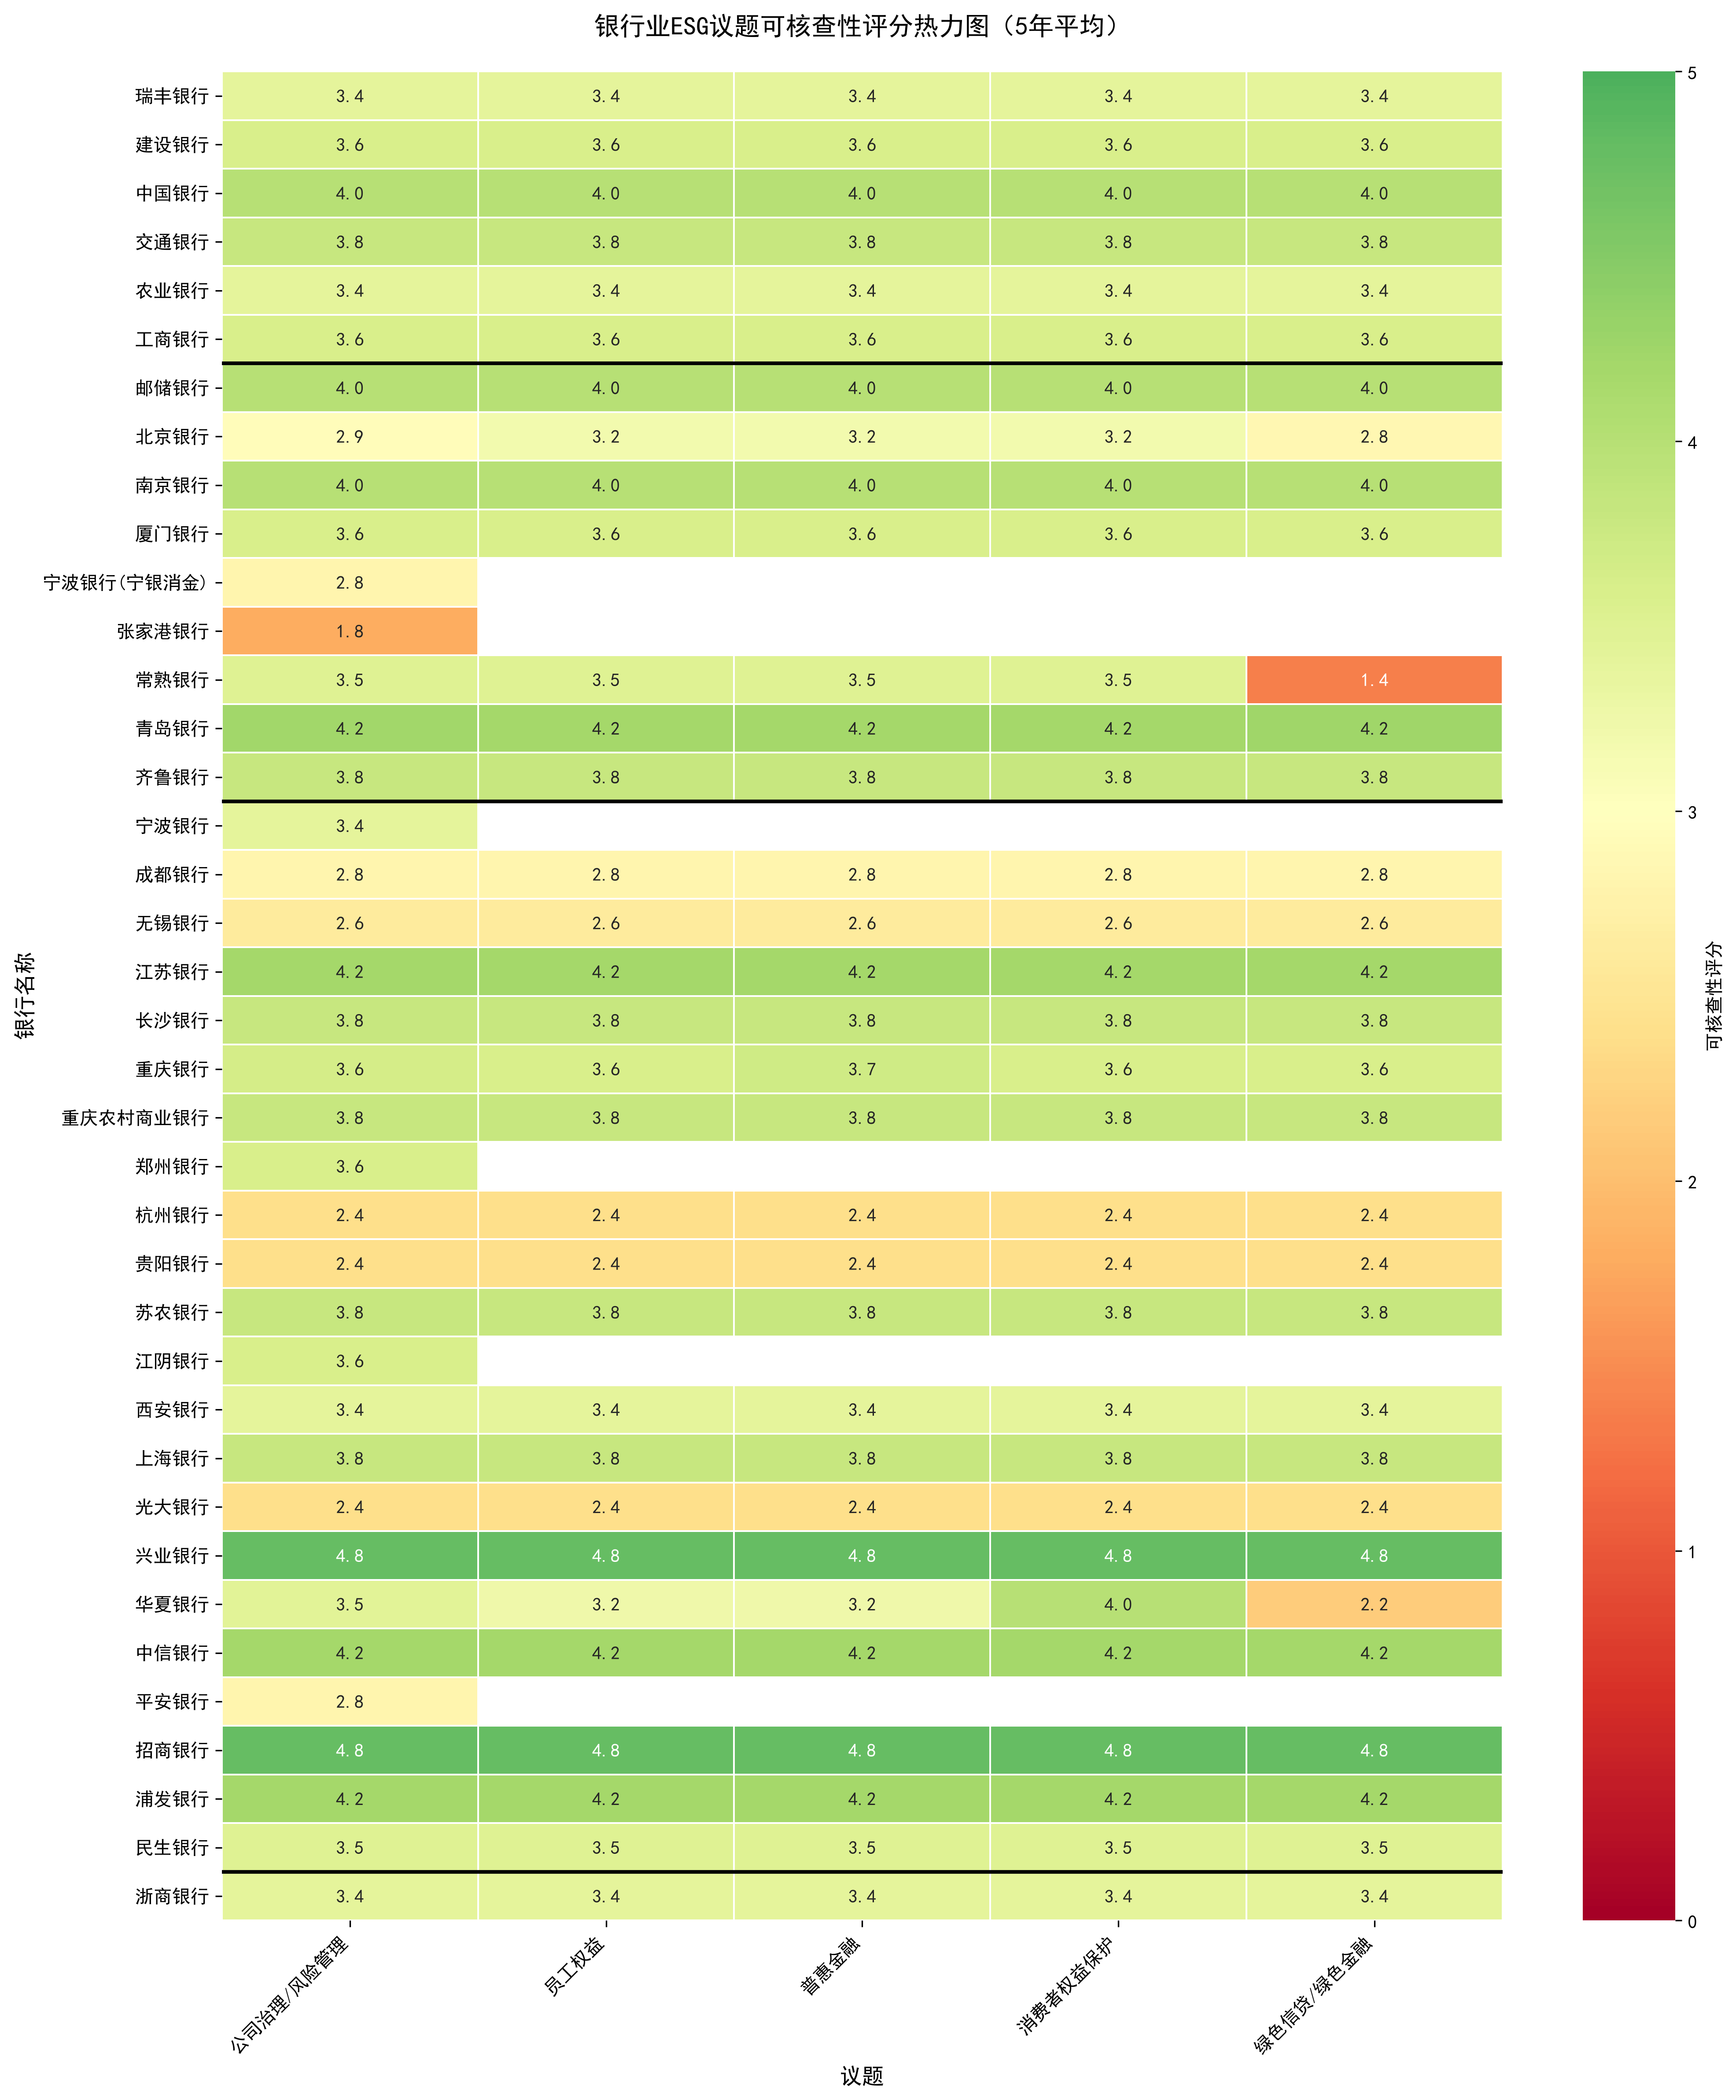 银行业ESG议题可核查性评分热力图（5年平均）
瑞丰银行 3.4 3.4 3.4 3.4 3.4
建设银行 3.6 3.6 3.6 3.6 3.6
中国银行 4.0 4.0 4.0 4.0 4.0
交通银行 3.8 3.8 3.8 3.8 3.8
农业银行 3.4 3.4 3.4 3.4 3.4
工商银行 3.6 3.6 3.6 3.6 3.6
邮储银行 4.0 4.0 4.0 4.0 4.0
北京银行 2.9 3.2 3.2 3.2 2.8
南京银行 4.0 4.0 4.0 4.0 4.0
厦门银行 3.6 3.6 3.6 3.6 3.6
宁波银行(宁银消金) 2.8
张家港银行 1.8
常熟银行 3.5 3.5 3.5 3.5 1.4
青岛银行 4.2 4.2 4.2 4.2 4.2
齐鲁银行 3.8 3.8 3.8 3.8 3.8
宁波银行 3.4
成都银行 2.8 2.8 2.8 2.8 2.8
无锡银行 2.6 2.6 2.6 2.6 2.6
江苏银行 4.2 4.2 4.2 4.2 4.2
长沙银行 3.8 3.8 3.8 3.8 3.8
重庆银行 3.6 3.6 3.7 3.6 3.6
重庆农村商业银行 3.8 3.8 3.8 3.8 3.8
郑州银行 3.6
杭州银行 2.4 2.4 2.4 2.4 2.4
贵阳银行 2.4 2.4 2.4 2.4 2.4
苏农银行 3.8 3.8 3.8 3.8 3.8
江阴银行 3.6
西安银行 3.4 3.4 3.4 3.4 3.4
上海银行 3.8 3.8 3.8 3.8 3.8
光大银行 2.4 2.4 2.4 2.4 2.4
兴业银行 4.8 4.8 4.8 4.8 4.8
华夏银行 3.5 3.2 3.2 4.0 2.2
中信银行 4.2 4.2 4.2 4.2 4.2
平安银行 2.8
招商银行 4.8 4.8 4.8 4.8 4.8
浦发银行 4.2 4.2 4.2 4.2 4.2
民生银行 3.5 3.5 3.5 3.5 3.5
浙商银行 3.4 3.4 3.4 3.4 3.4
公司治理/风险管理
员工权益
普惠金融
消费者权益保护
绿色信贷/绿色金融
议题
银行名称
5
4
3
2
1
0
可核查性评分